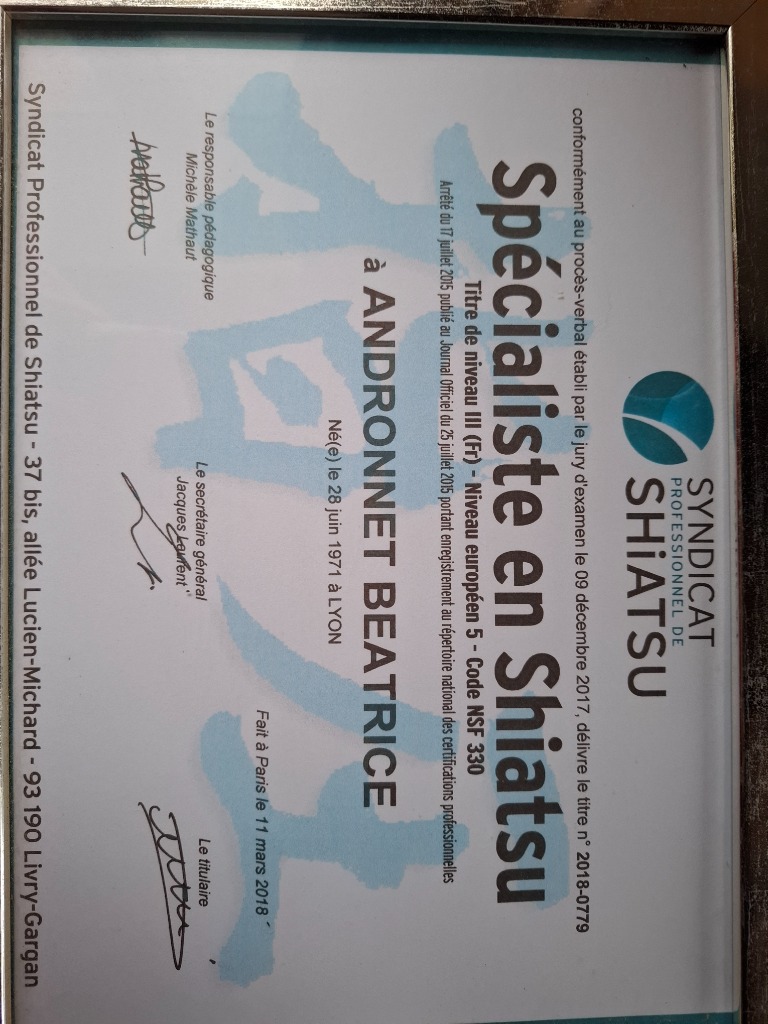 SYNDICAT
PROFESSIONNEL DE
SHiATSU
conformément au procès-verbal établi par le jury d'examen le 09 décembre 2017, délivre le titre n° 2018-0779
Spécialiste en Shiatsu
Titre de niveau III (Fr) - Niveau européen 5 - Code NSF 330
Arrêté du 17 juillet 2015 publié au Journal Officiel du 25 juillet 2015 portant enregistrement au répertoire national des certifications professionnelles
à ANDRONNET BEATRICE
Né(e) le 28 juin 1971 à LYON
Fait à Paris le 11 mars 2018
Le responsable pédagogique
Michèle Mathaut
Le secrétaire général
Jacques Laurent
Le titulaire
Syndicat Professionnel de Shiatsu - 37 bis, allée Lucien-Michard - 93 190 Livry-Gargan